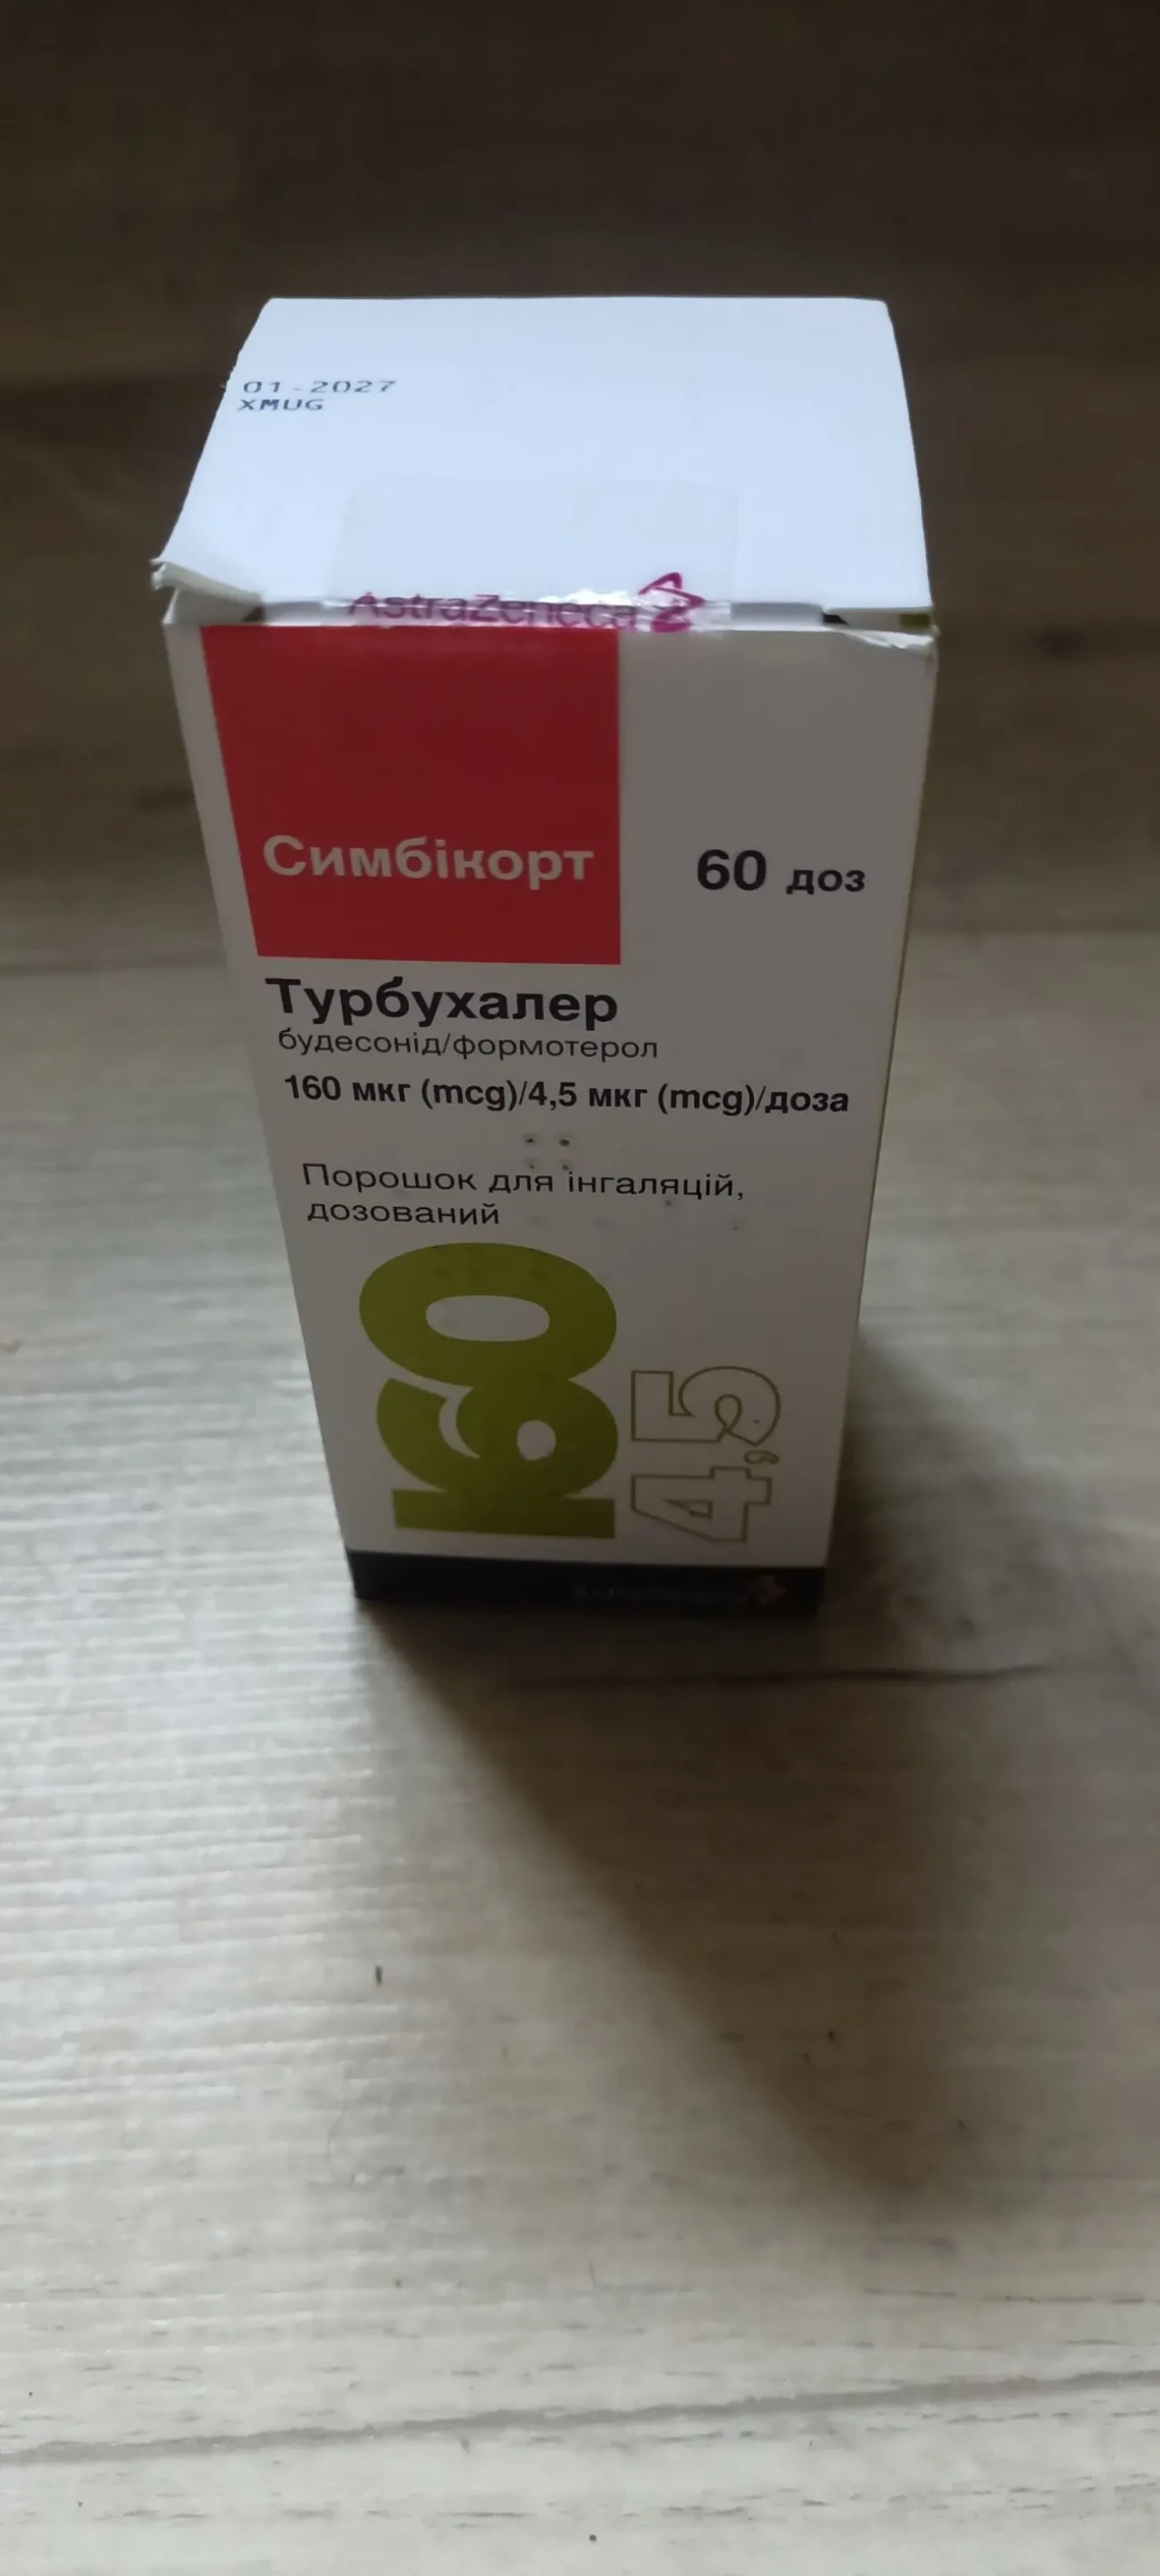 01-2027
XMUG
AstraZeneca
Симбікорт
60 доз
Турбухалер
будесонід/формотерол
160 мкг (mcg)/4,5 мкг (mcg)/доза
Порошок для інгаляцій,
дозований
160
4,5
AstraZeneca